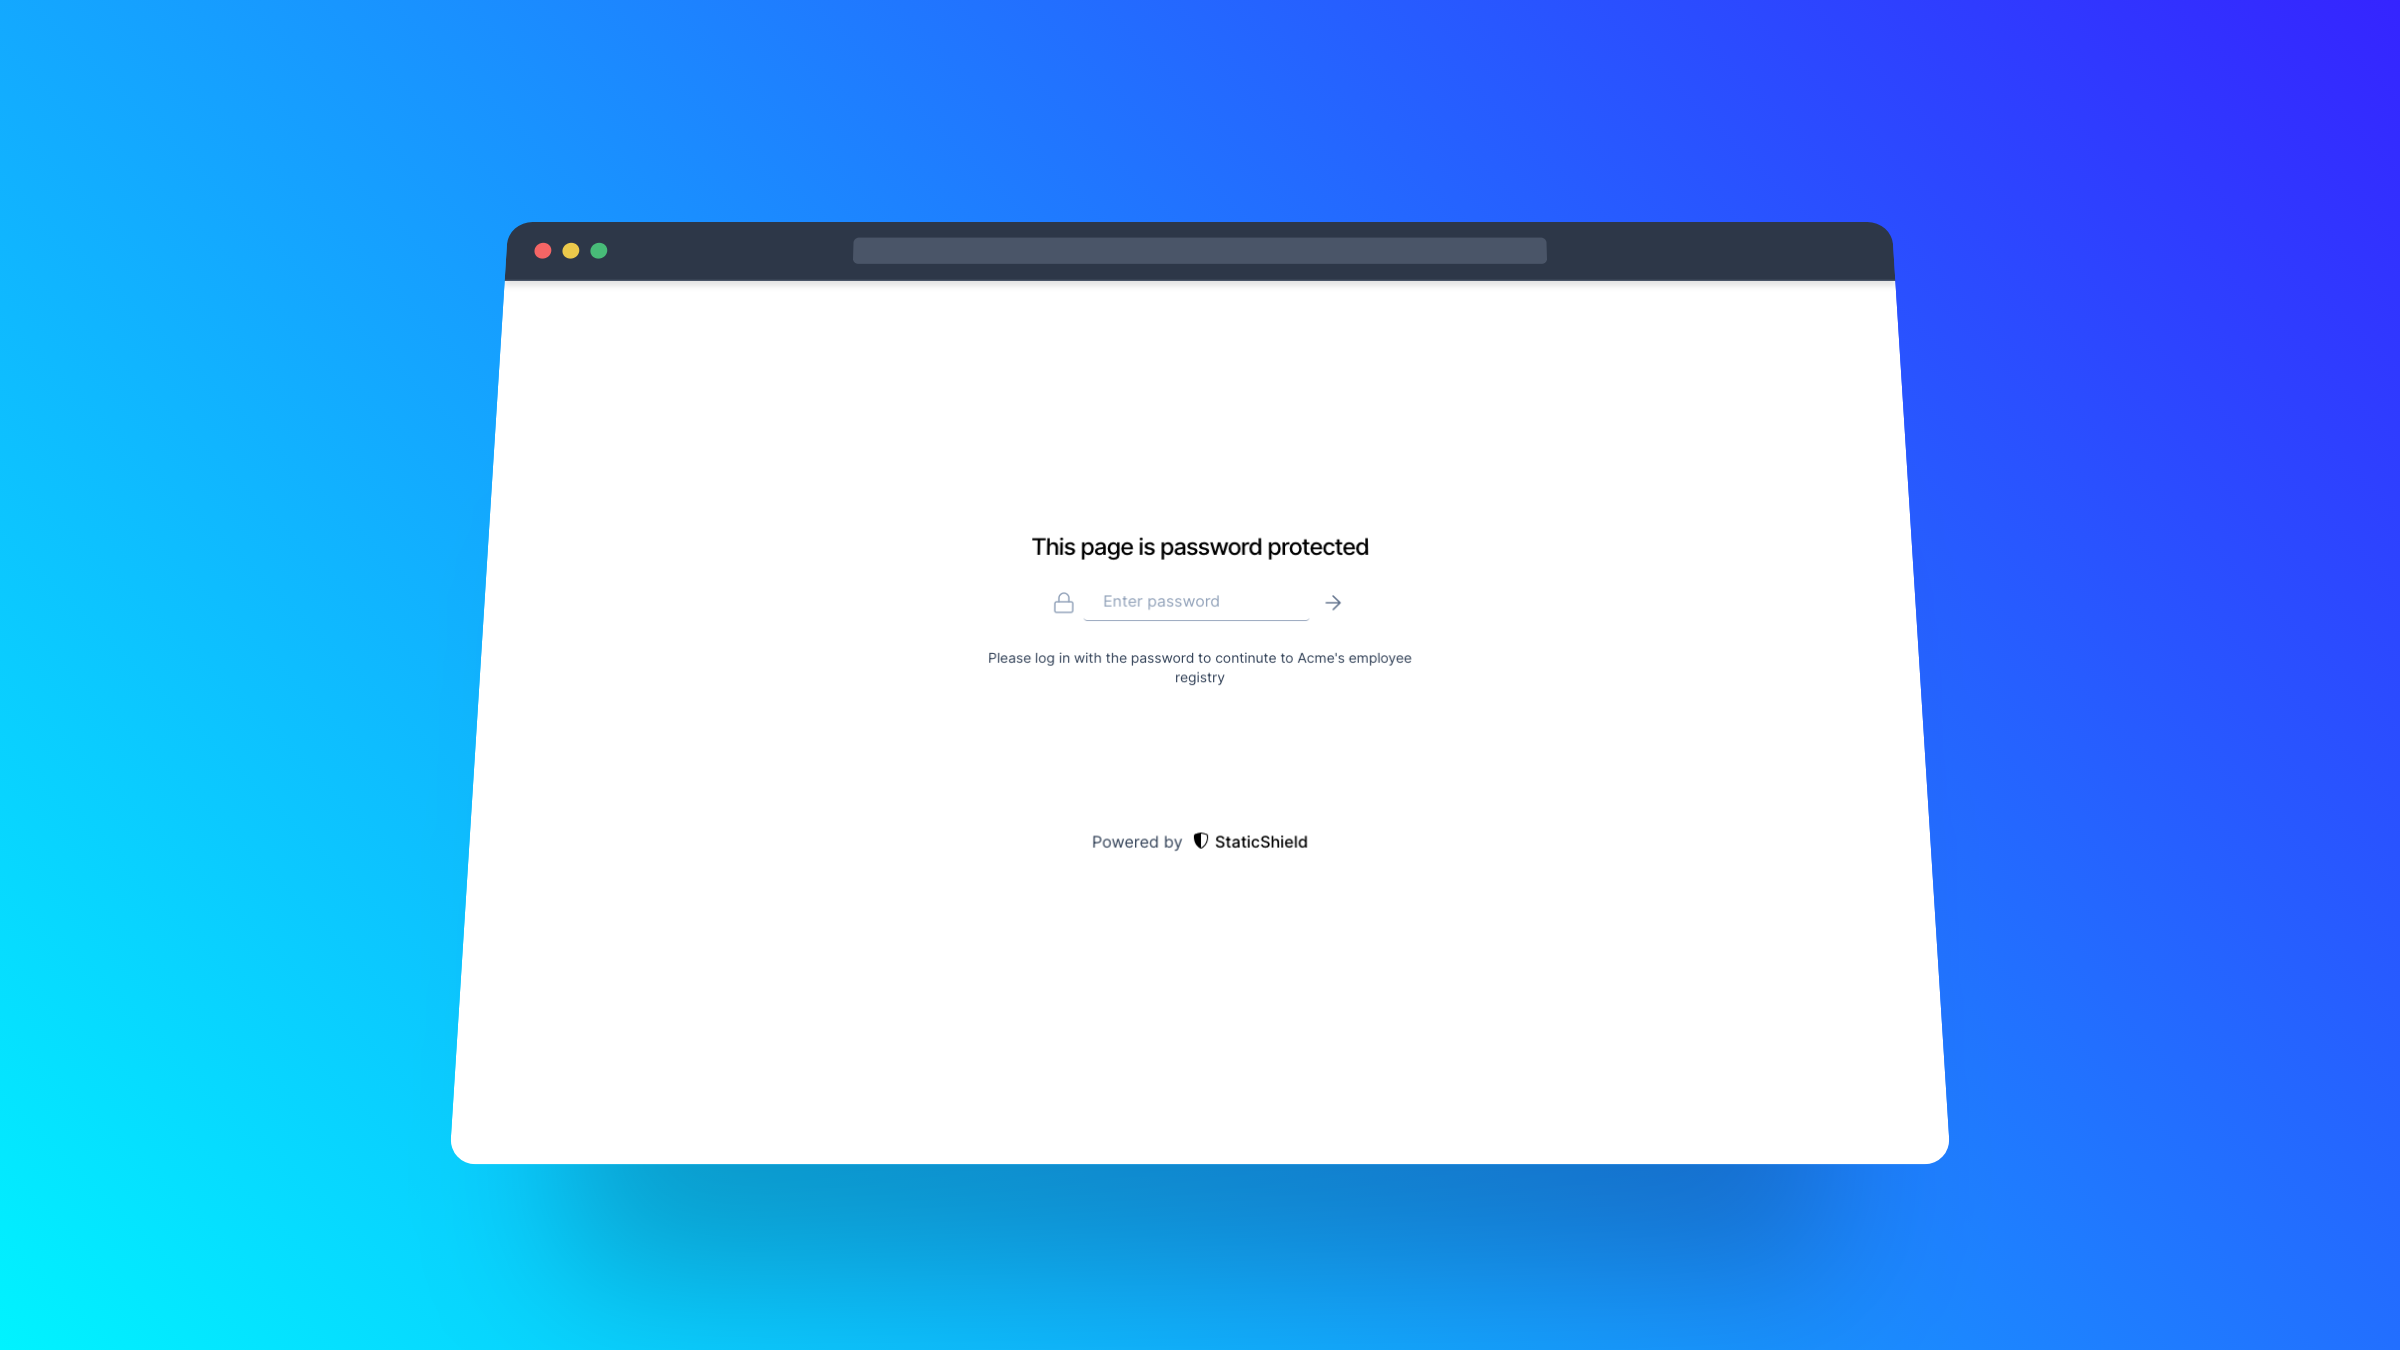 This page is password protected
Enter password
Please log in with the password to continute to Acme's employee
registry
Powered by StaticShield